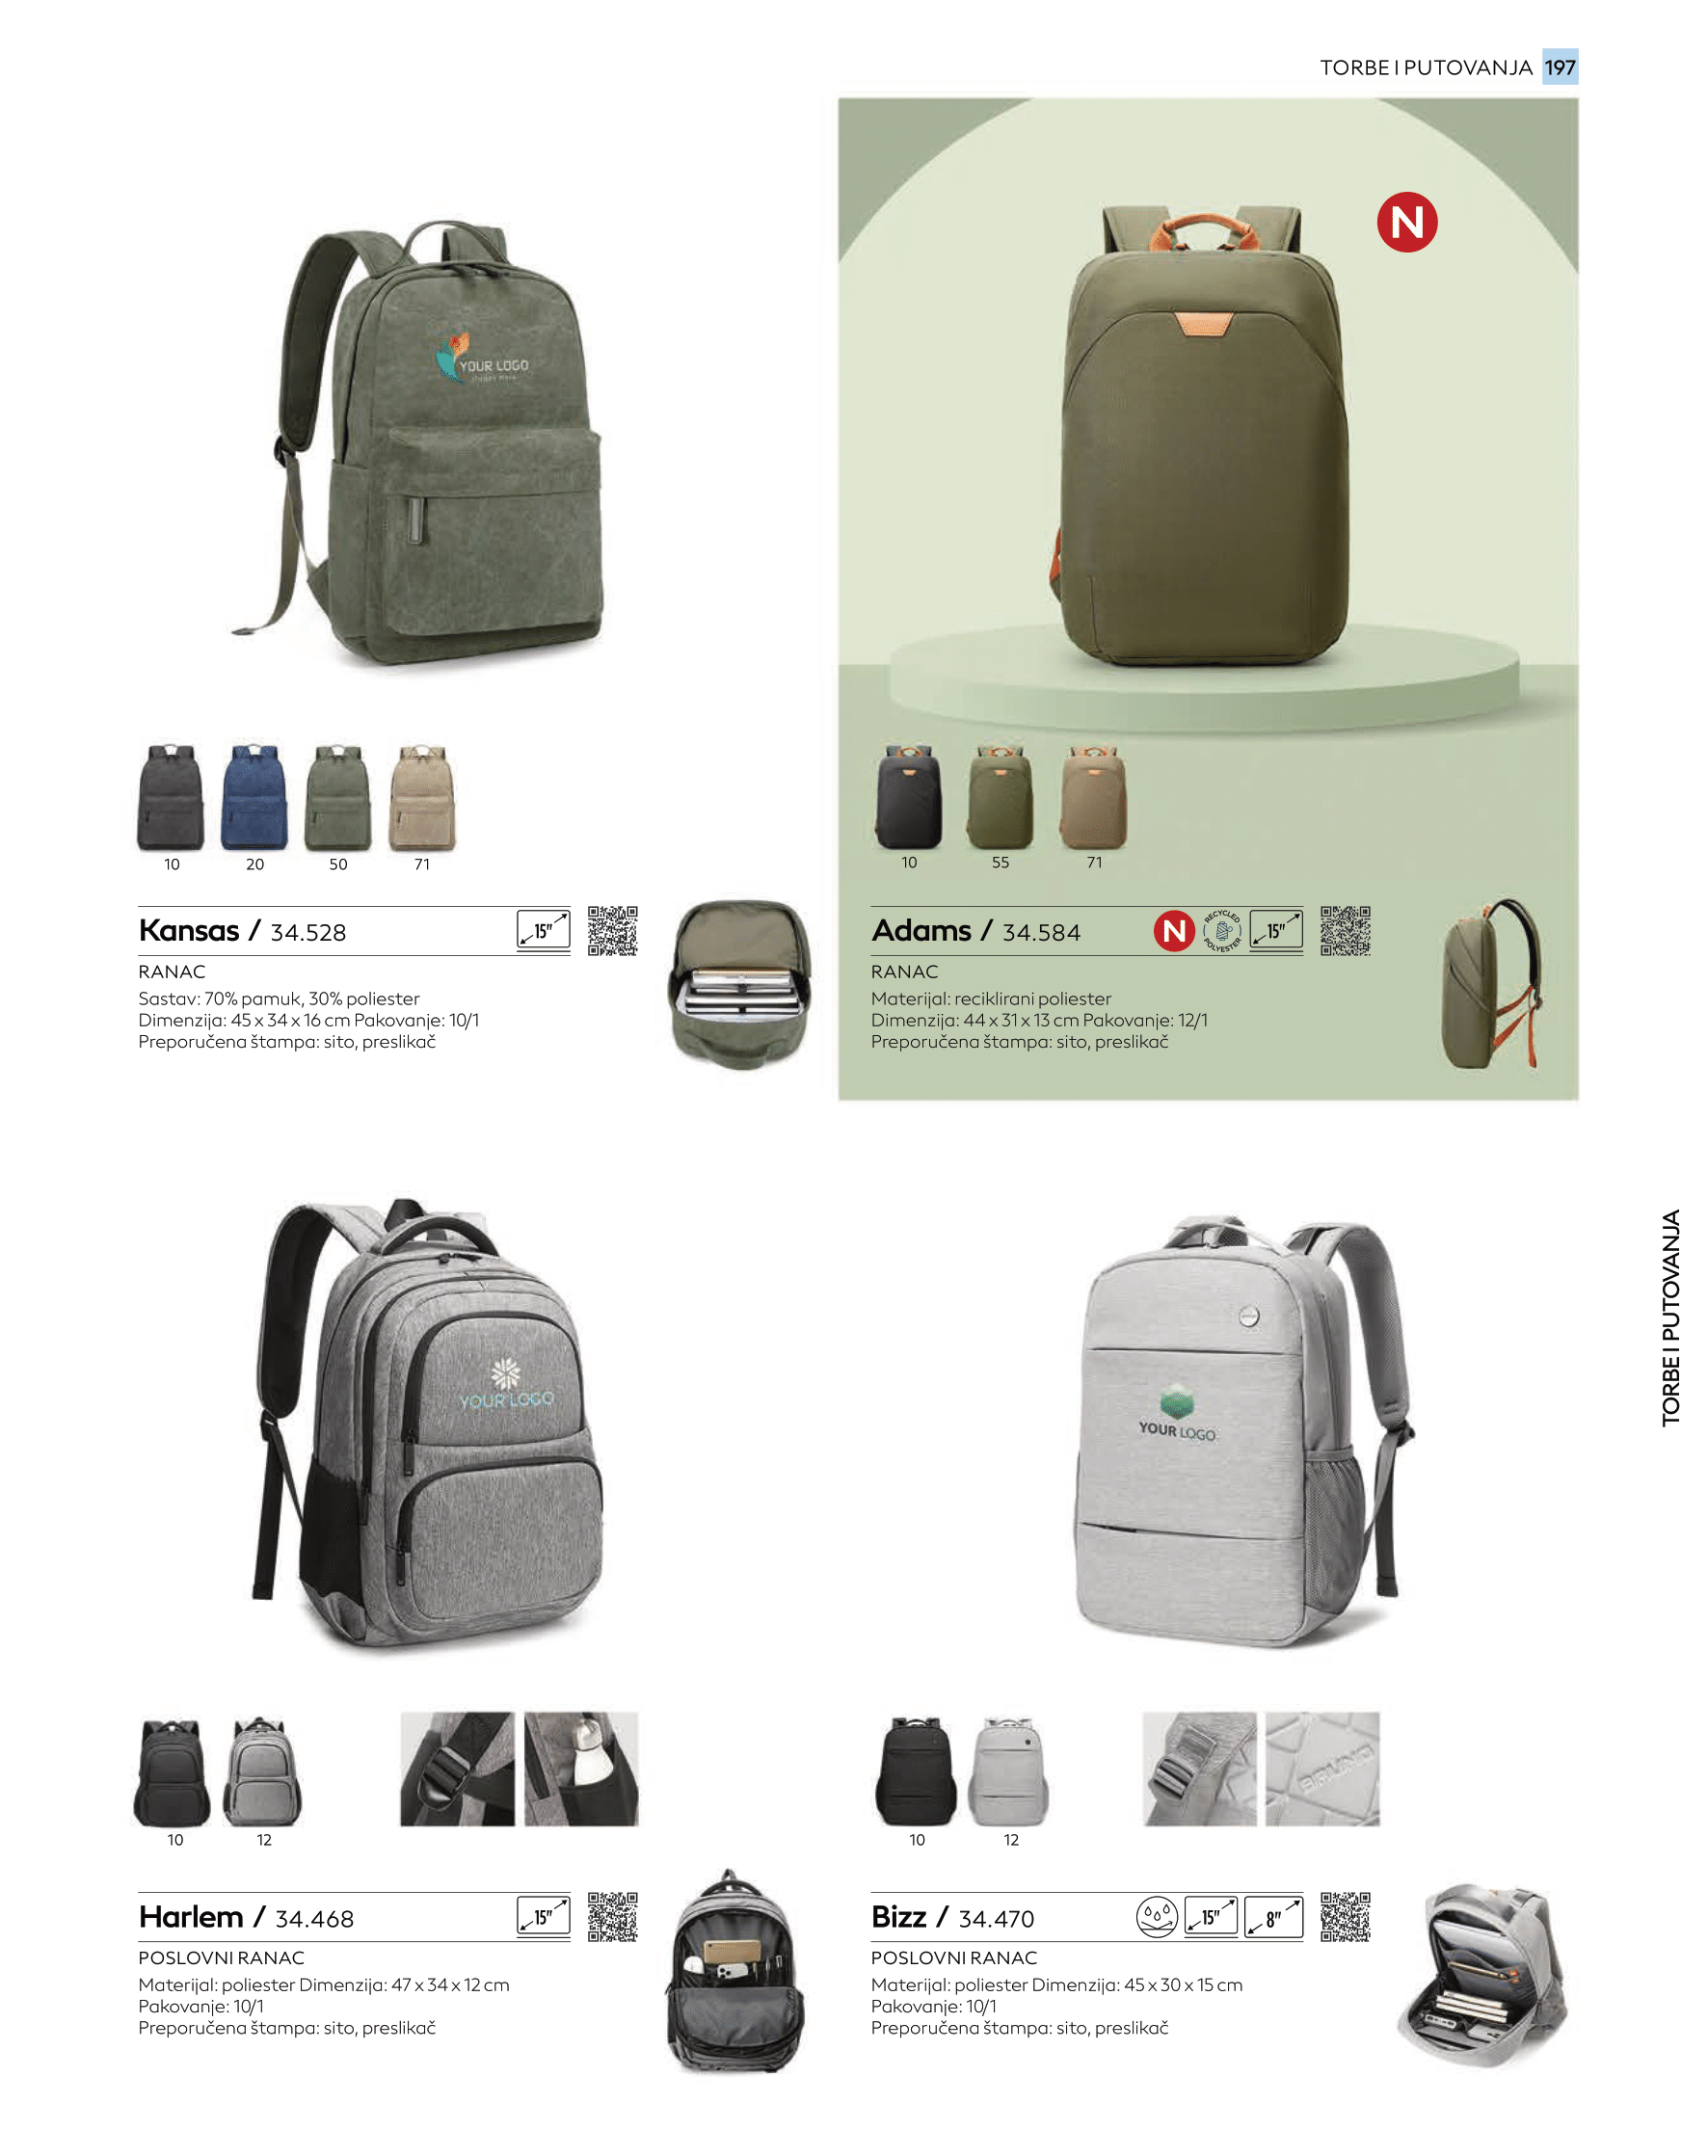 TORBE I PUTOVANJA 197
N
YOUR LOGO
10 20 50 71
10 55 71
Kansas / 34.528
15"
RANAC
Sastav: 70% pamuk, 30% poliester
Dimenzija: 45 x 34 x 16 cm Pakovanje: 10/1
Preporučena štampa: sito, preslikač
Adams / 34.584
N
RECYCLED POLYESTER
15"
RANAC
Materijal: reciklirani poliester
Dimenzija: 44 x 31 x 13 cm Pakovanje: 12/1
Preporučena štampa: sito, preslikač
TORBE I PUTOVANJA
YOUR LOGO
YOUR LOGO
BRUNO
10 12
10 12
Harlem / 34.468
15"
POSLOVNI RANAC
Materijal: poliester Dimenzija: 47 x 34 x 12 cm
Pakovanje: 10/1
Preporučena štampa: sito, preslikač
Bizz / 34.470
15"
8"
POSLOVNI RANAC
Materijal: poliester Dimenzija: 45 x 30 x 15 cm
Pakovanje: 10/1
Preporučena štampa: sito, preslikač